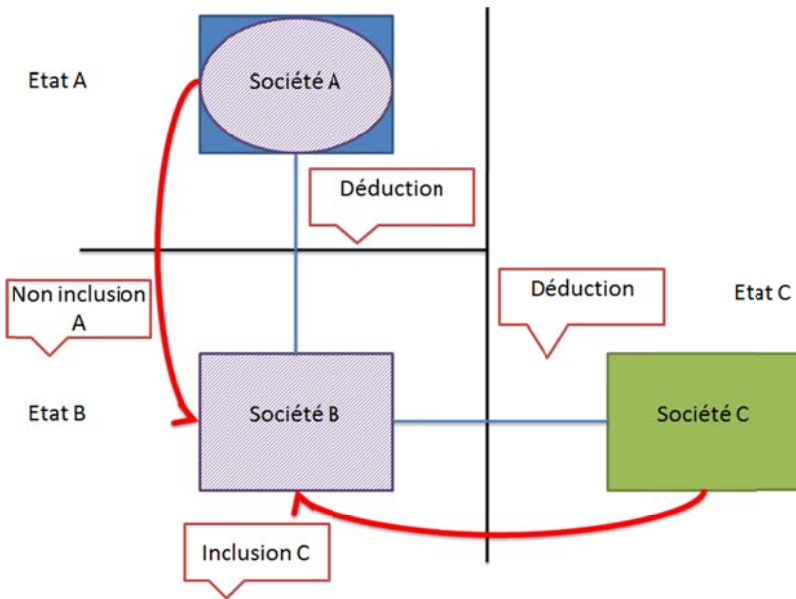 Etat A
Société A
Déduction
Non inclusion
A
Déduction
Etat C
Etat B
Société B
Société C
Inclusion C